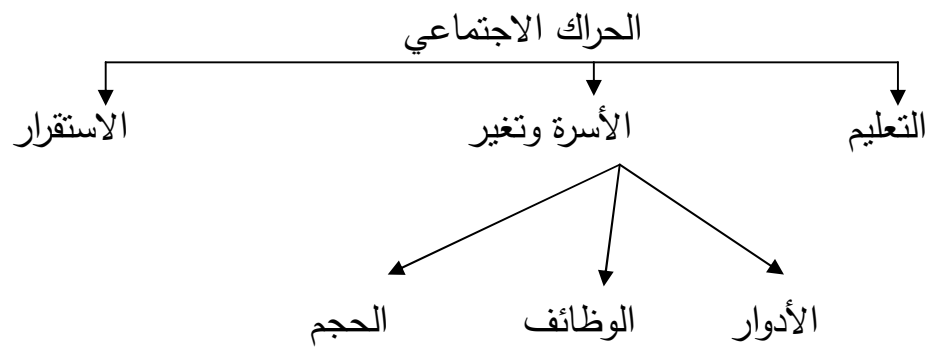 الحراك الاجتماعي
التعليم الأسرة وتغير الاستقرار
الأدوار الوظائف الحجم